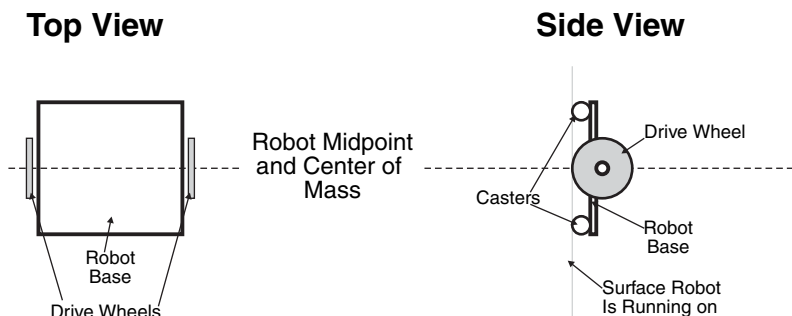 Top View
Side View
Robot Midpoint
and Center of
Mass
Drive Wheel
Casters
Robot
Base
Robot
Base
Surface Robot
Is Running on
Drive Wheels